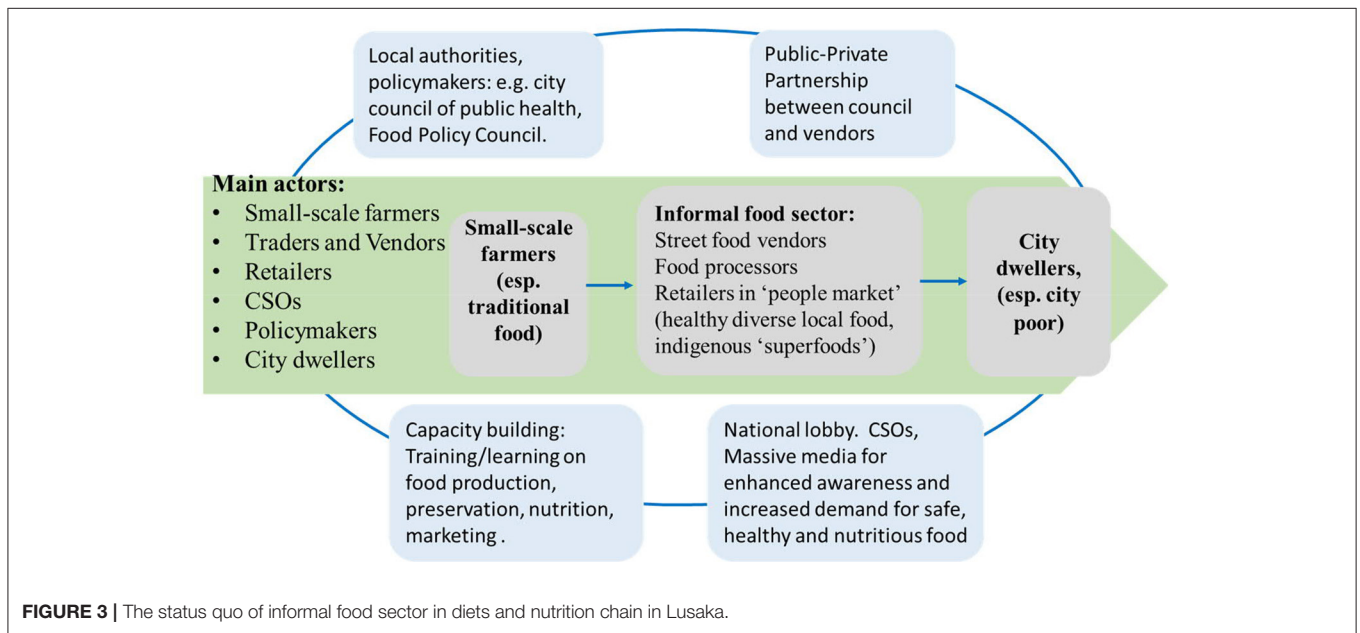 Local authorities,
policymakers: e.g. city
council of public health,
Food Policy Council.
Public-Private
Partnership
between council
and vendors
Main actors:
• Small-scale farmers
• Traders and Vendors
• Retailers
• CSOs
• Policymakers
• City dwellers
Small-scale
farmers
(esp.
traditional
food)
Informal food sector:
Street food vendors
Food processors
Retailers in ‘people market’
(healthy diverse local food,
indigenous ‘superfoods’)
City
dwellers,
(esp. city
poor)
Capacity building:
Training/learning on
food production,
preservation, nutrition,
marketing .
National lobby. CSOs,
Massive media for
enhanced awareness and
increased demand for safe,
healthy and nutritious food
FIGURE 3 | The status quo of informal food sector in diets and nutrition chain in Lusaka.